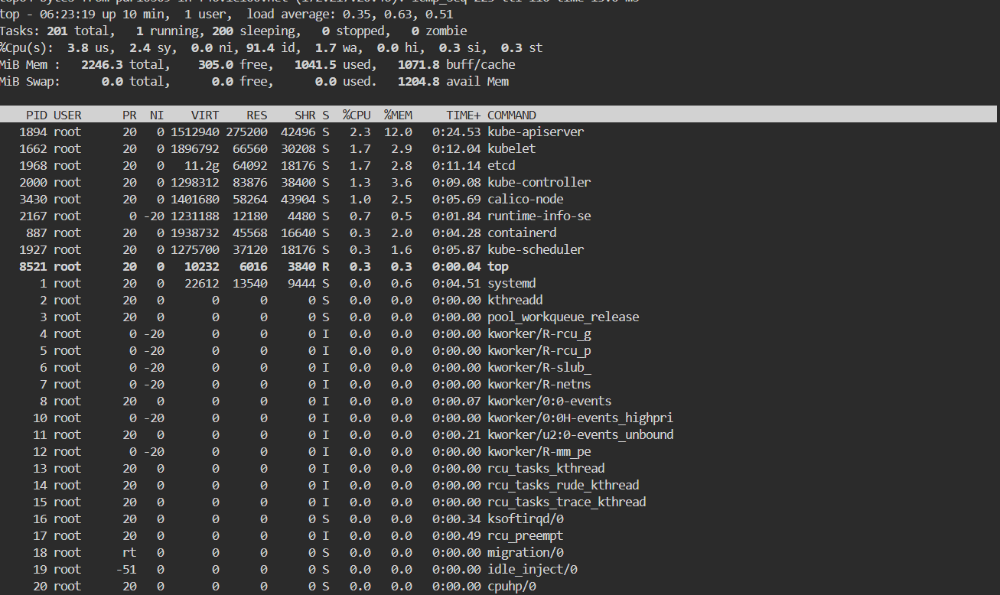 top - 06:23:19 up 10 min,  1 user,  load average: 0.35, 0.63, 0.51
Tasks: 201 total,   1 running, 200 sleeping,   0 stopped,   0 zombie
%Cpu(s):  3.8 us,  2.4 sy,  0.0 ni, 91.4 id,  1.7 wa,  0.0 hi,  0.3 si,  0.3 st
MiB Mem :   2246.3 total,    305.0 free,   1041.5 used,   1071.8 buff/cache
MiB Swap:      0.0 total,      0.0 free,      0.0 used.   1204.8 avail Mem
PID USER      PR  NI    VIRT    RES    SHR S  %CPU  %MEM     TIME+ COMMAND
1894 root      20   0 1512940 275200  42496 S   2.3  12.0   0:24.53 kube-apiserver
1662 root      20   0 1896792  66560  30208 S   1.7   2.9   0:12.04 kubelet
1968 root      20   0   11.2g  64092  18176 S   1.7   2.8   0:11.14 etcd
2000 root      20   0 1298312  83876  38400 S   1.3   3.6   0:09.08 kube-controller
3430 root      20   0 1401680  58264  43904 S   1.0   2.5   0:05.69 calico-node
2167 root       0 -20 1231188  12180   4480 S   0.7   0.5   0:01.84 runtime-info-se
887 root      20   0 1938732  45568  16640 S   0.3   2.0   0:04.28 containerd
1927 root      20   0 1275700  37120  18176 S   0.3   1.6   0:05.87 kube-scheduler
8521 root      20   0   10232   6016   3840 R   0.3   0.3   0:00.04 top
1 root      20   0   22612  13540   9444 S   0.0   0.6   0:04.51 systemd
2 root      20   0       0      0      0 S   0.0   0.0   0:00.00 kthreadd
3 root      20   0       0      0      0 S   0.0   0.0   0:00.00 pool_workqueue_release
4 root       0 -20       0      0      0 I   0.0   0.0   0:00.00 kworker/R-rcu_g
5 root       0 -20       0      0      0 I   0.0   0.0   0:00.00 kworker/R-rcu_p
6 root       0 -20       0      0      0 I   0.0   0.0   0:00.00 kworker/R-slub_
7 root       0 -20       0      0      0 I   0.0   0.0   0:00.00 kworker/R-netns
8 root      20   0       0      0      0 I   0.0   0.0   0:00.07 kworker/0:0-events
10 root       0 -20       0      0      0 I   0.0   0.0   0:00.00 kworker/0:0H-events_highpri
11 root      20   0       0      0      0 I   0.0   0.0   0:00.21 kworker/u2:0-events_unbound
12 root       0 -20       0      0      0 I   0.0   0.0   0:00.00 kworker/R-mm_pe
13 root      20   0       0      0      0 I   0.0   0.0   0:00.00 rcu_tasks_kthread
14 root      20   0       0      0      0 I   0.0   0.0   0:00.00 rcu_tasks_rude_kthread
15 root      20   0       0      0      0 I   0.0   0.0   0:00.00 rcu_tasks_trace_kthread
16 root      20   0       0      0      0 S   0.0   0.0   0:00.34 ksoftirqd/0
17 root      20   0       0      0      0 I   0.0   0.0   0:00.49 rcu_preempt
18 root      rt   0       0      0      0 S   0.0   0.0   0:00.00 migration/0
19 root     -51   0       0      0      0 S   0.0   0.0   0:00.00 idle_inject/0
20 root      20   0       0      0      0 S   0.0   0.0   0:00.00 cpuhp/0